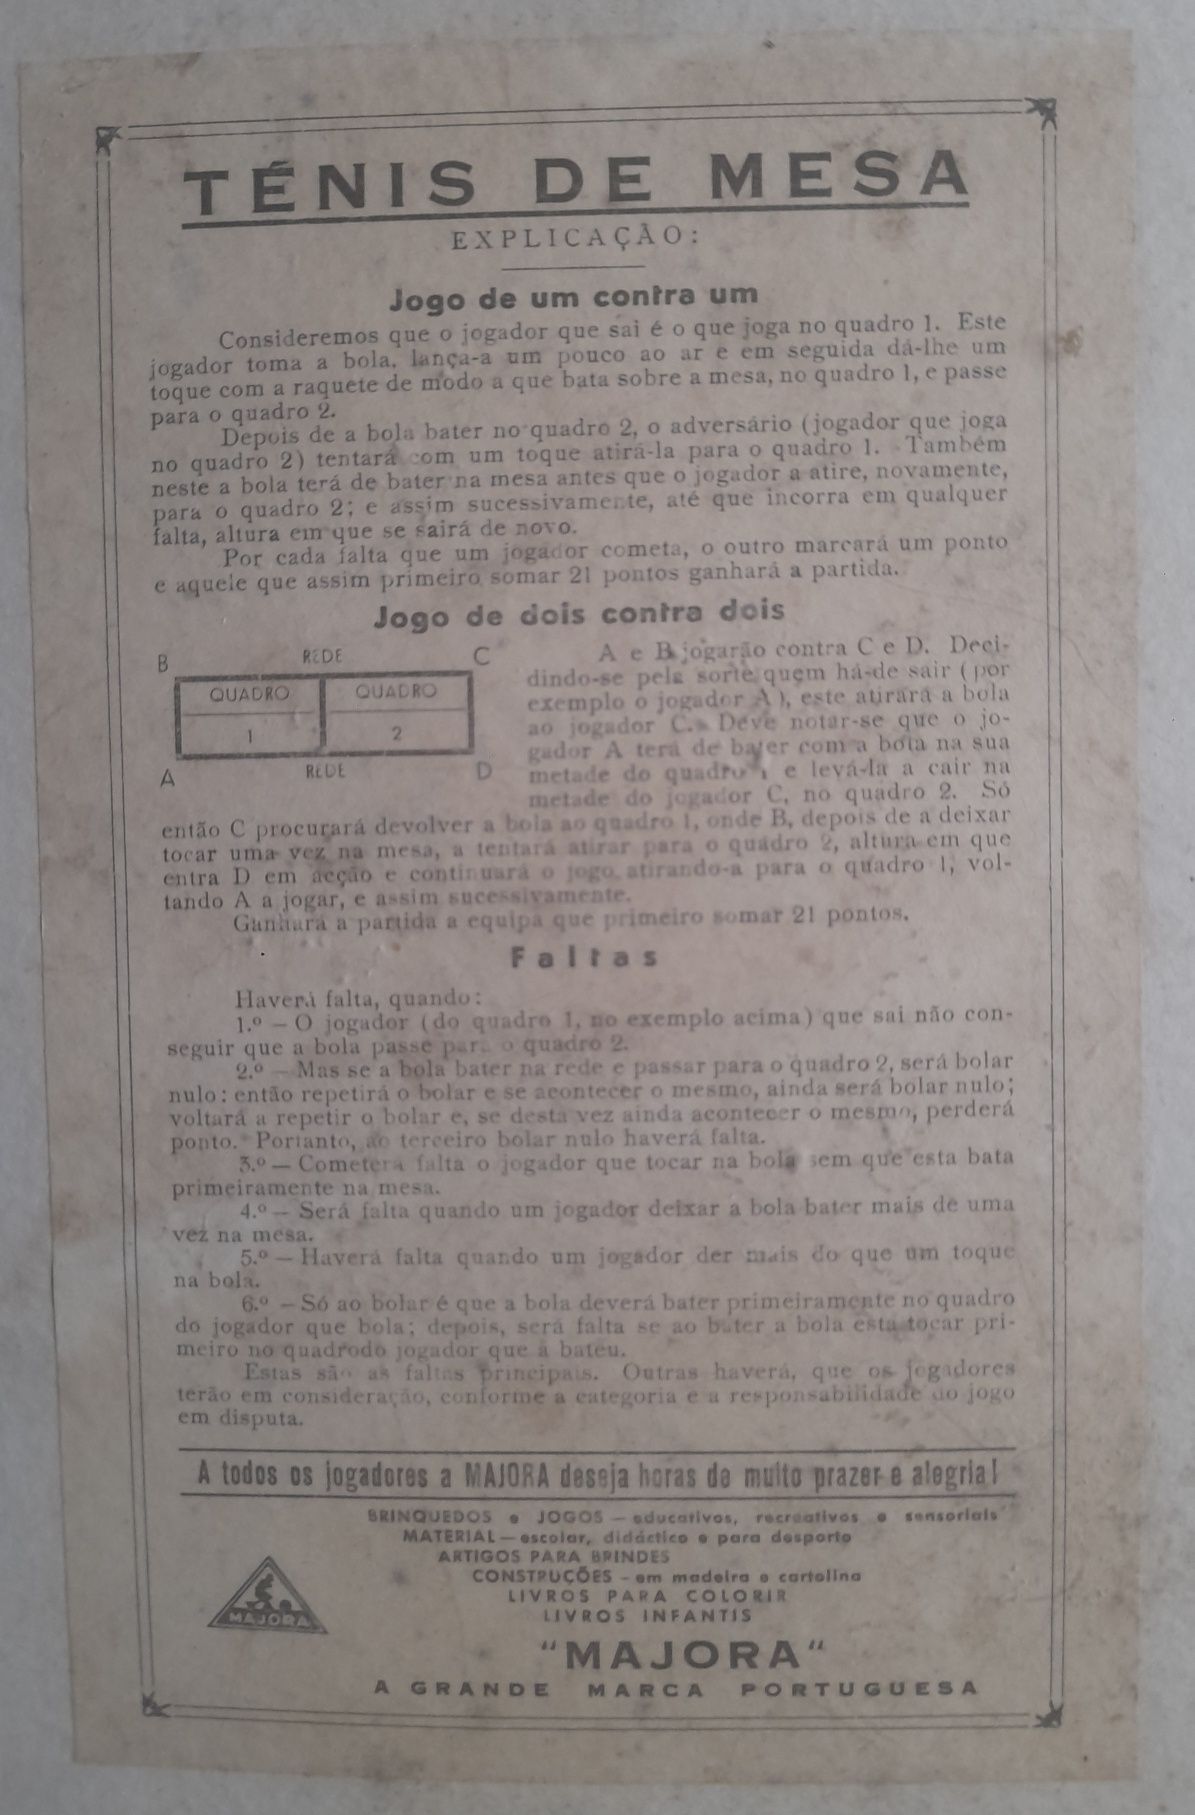 TÉNIS DE MESA
EXPLICAÇÃO:
Jogo de um contra um
Consideremos que o jogador que sai é o que joga no quadro 1. Este
jogador toma a bola, lança-a um pouco ao ar e em seguida dá-lhe um
toque com a raquete de modo a que bata sobre a mesa, no quadro 1, e passe
para o quadro 2.
Depois de a bola bater no quadro 2, o adversário (jogador que joga
no quadro 2) tentará com um toque atirá-la para o quadro 1. Também
neste a bola terá de bater na mesa antes que o jogador a atire, novamente,
para o quadro 2; e assim sucessivamente, até que incorra em qualquer
falta, altura em que se sairá de novo.
Por cada falta que um jogador cometa, o outro marcará um ponto
e aquele que assim primeiro somar 21 pontos ganhará a partida.
Jogo de dois contra dois
B REDE C
QUADRO QUADRO
1 2
A REDE D
A e B jogarão contra C e D. Deci-
dindo-se pela sorte quem há-de sair (por
exemplo o jogador A), este atirará a bola
ao jogador C. Deve notar-se que o jo-
gador A terá de bater com a bola na sua
metade do quadro 1 e levá-la a cair na
metade do jogador C, no quadro 2. Só
então C procurará devolver a bola ao quadro 1, onde B, depois de a deixar
tocar uma vez na mesa, a tentará atirar para o quadro 2, altura em que
entra D em acção e continuará o jogo atirando-a para o quadro 1, vol-
tando A a jogar, e assim sucessivamente.
Ganhará a partida a equipa que primeiro somar 21 pontos.
Faltas
Haverá falta, quando:
1.º — O jogador (do quadro 1, no exemplo acima) que sai não con-
seguir que a bola passe para o quadro 2.
2.º — Mas se a bola bater na rede e passar para o quadro 2, será bolar
nulo: então repetirá o bolar e se acontecer o mesmo, ainda será bolar nulo;
voltará a repetir o bolar e, se desta vez ainda acontecer o mesmo, perderá
ponto. Portanto, ao terceiro bolar nulo haverá falta.
3.º — Cometerá falta o jogador que tocar na bola sem que esta bata
primeiramente na mesa.
4.º — Será falta quando um jogador deixar a bola bater mais de uma
vez na mesa.
5.º — Haverá falta quando um jogador der mais do que um toque
na bola.
6.º — Só ao bolar é que a bola deverá bater primeiramente no quadro
do jogador que bola; depois, será falta se ao bater a bola esta tocar pri-
meiro no quadrodo jogador que a bateu.
Estas são as faltas principais. Outras haverá, que os jogadores
terão em consideração, conforme a categoria e a responsabilidade do jogo
em disputa.
A todos os jogadores a MAJORA deseja horas de muito prazer e alegria!
BRINQUEDOS e JOGOS — educativos, recreativos e sensoriais
MATERIAL — escolar, didáctico e para desporto
ARTIGOS PARA BRINDES
CONSTRUÇÕES - em madeira e cartolina
LIVROS PARA COLORIR
LIVROS INFANTIS
MAJORA
"MAJORA"
A GRANDE MARCA PORTUGUESA